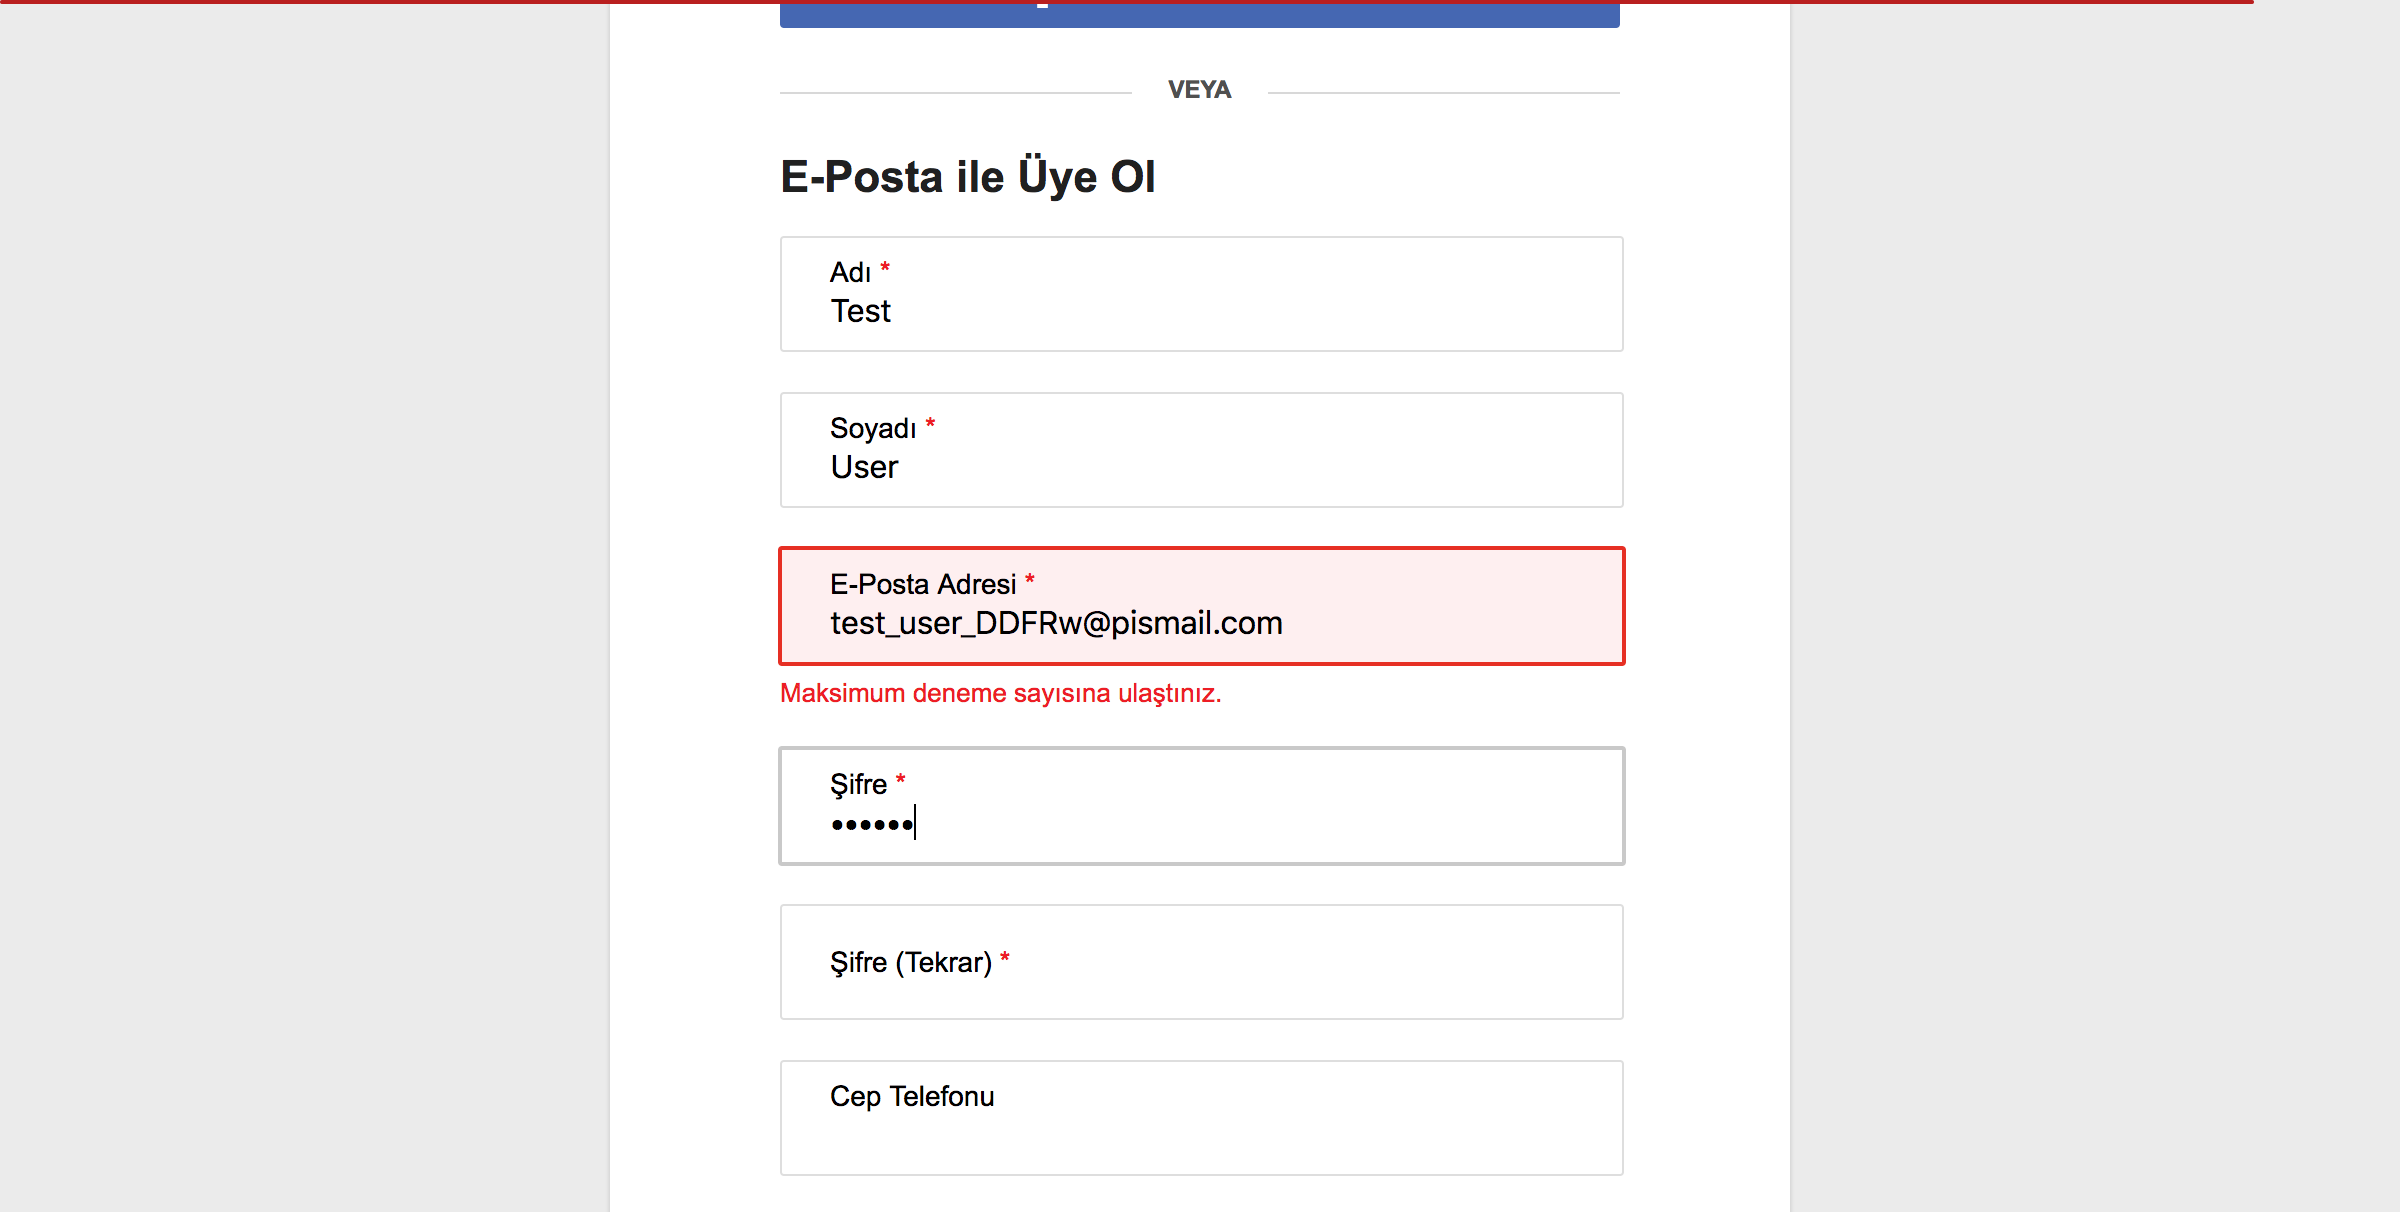 VEYA
E-Posta ile Üye Ol
Adı *
Test
Soyadı *
User
E-Posta Adresi *
test_user_DDFRw@pismail.com
Maksimum deneme sayısına ulaştınız.
Şifre *
••••••
Şifre (Tekrar) *
Cep Telefonu